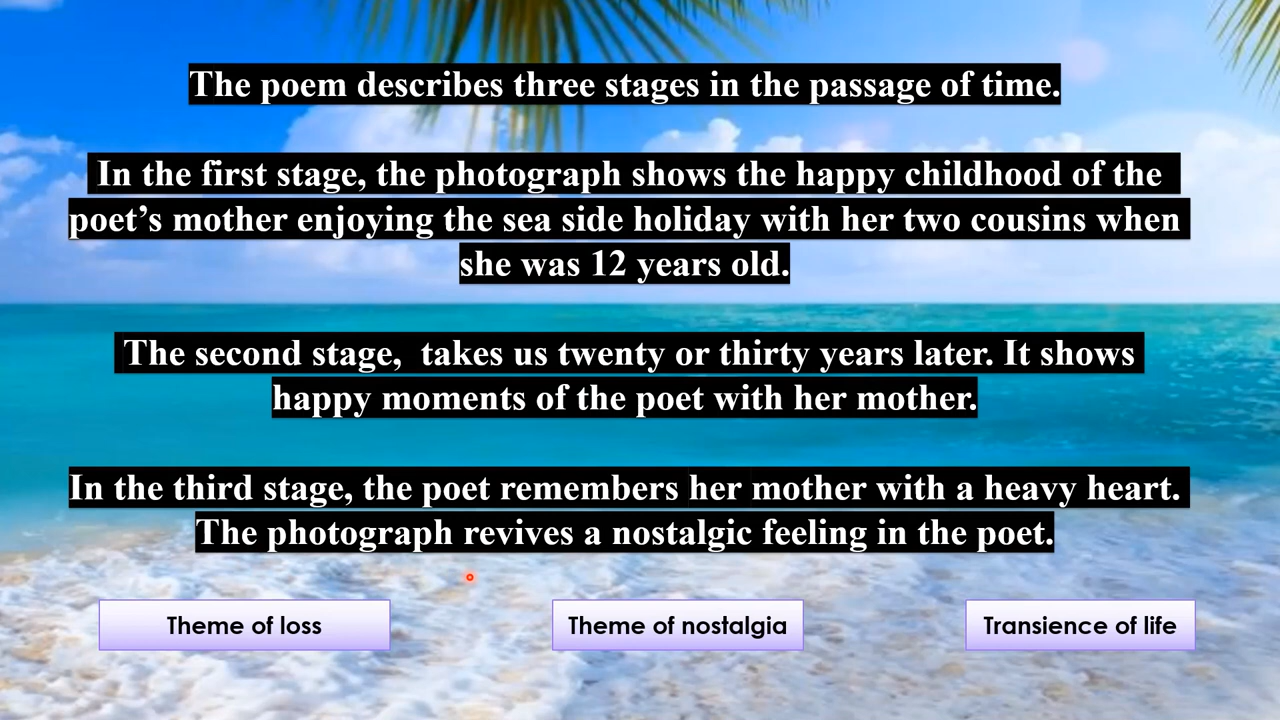 The poem describes three stages in the passage of time.
In the first stage, the photograph shows the happy childhood of the
poet’s mother enjoying the sea side holiday with her two cousins when
she was 12 years old.
The second stage,  takes us twenty or thirty years later. It shows
happy moments of the poet with her mother.
In the third stage, the poet remembers her mother with a heavy heart.
The photograph revives a nostalgic feeling in the poet.
Theme of loss
Theme of nostalgia
Transience of life